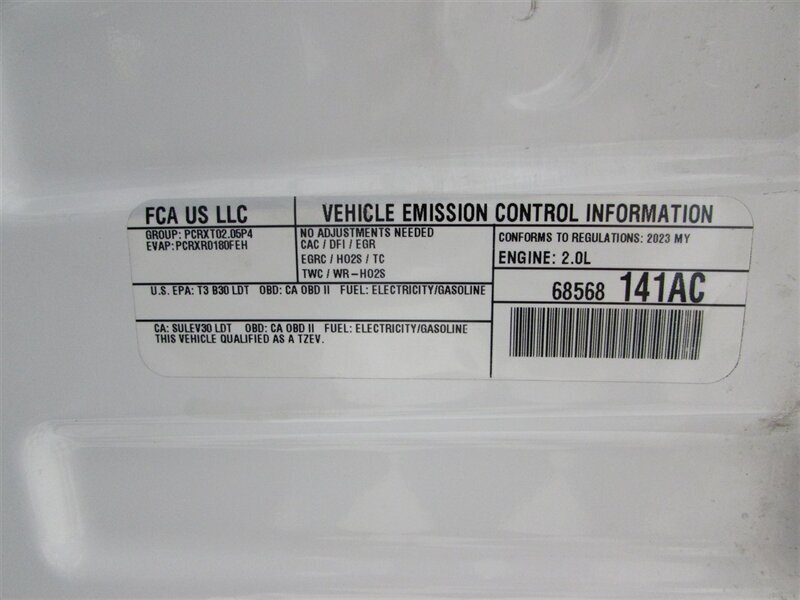 FCA US LLC
VEHICLE EMISSION CONTROL INFORMATION
GROUP: PCRXT02.05P4
EVAP:PCRXR0180FEH
NO ADJUSTMENTS NEEDED
CAC / DFI / EGR
EGRC / HO2S / TC
TWC / WR-HO2S
CONFORMS TO REGULATIONS: 2023 MY
ENGINE: 2.0L
U.S. EPA: T3 B30 LDT OBD: CA OBD II FUEL: ELECTRICITY/GASOLINE
68568 141AC
CA: SULEV30 LDT OBD: CA OBD II FUEL: ELECTRICITY/GASOLINE
THIS VEHICLE QUALIFIED AS A TZEV.